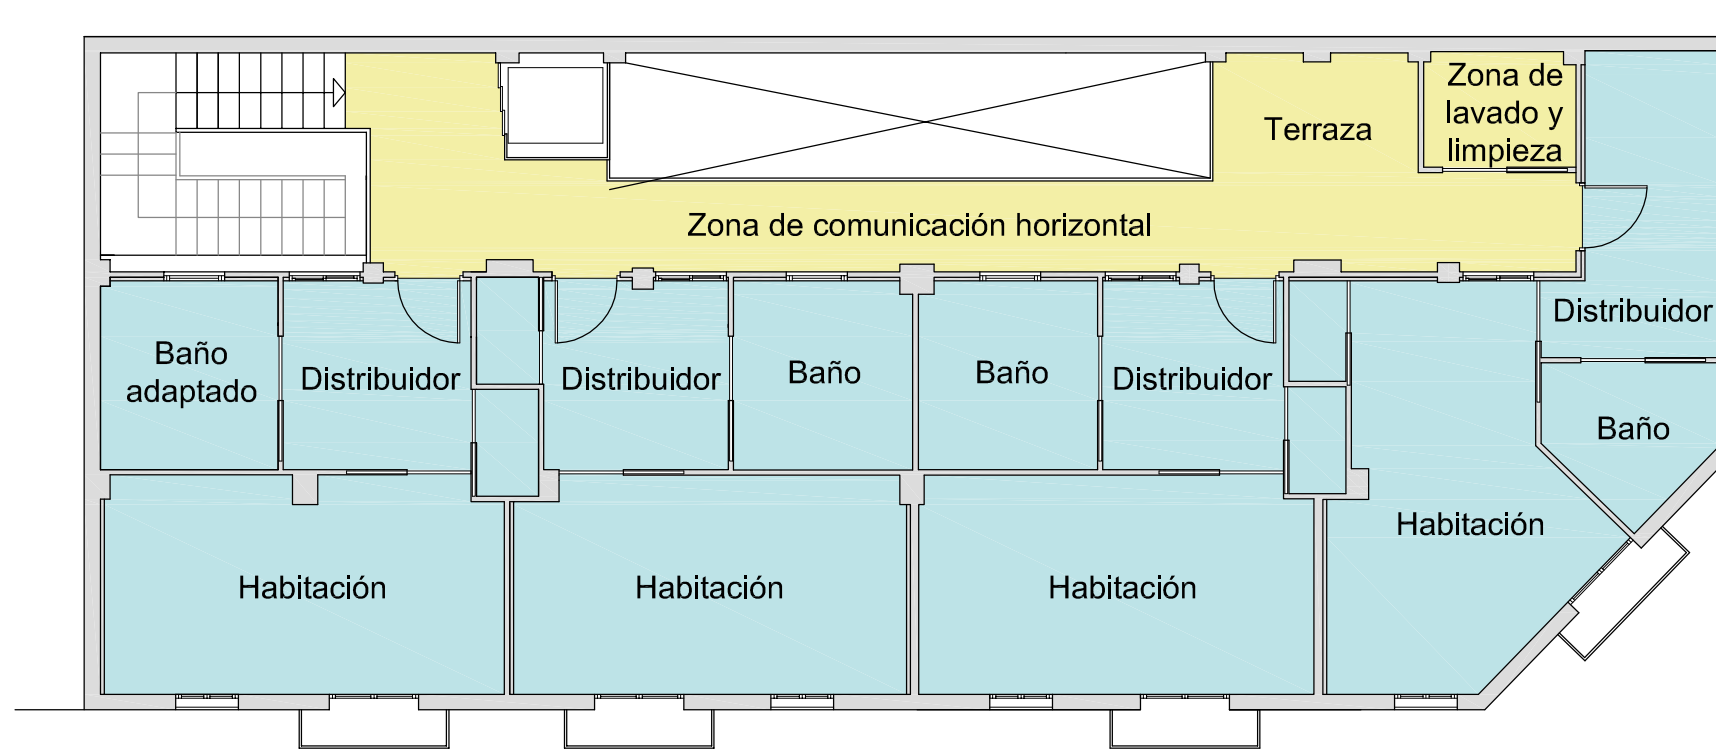 Zona de
lavado y
limpieza
Terraza
Zona de comunicación horizontal
Distribuidor
Baño
adaptado
Distribuidor
Distribuidor
Baño
Baño
Distribuidor
Baño
Habitación
Habitación
Habitación
Habitación